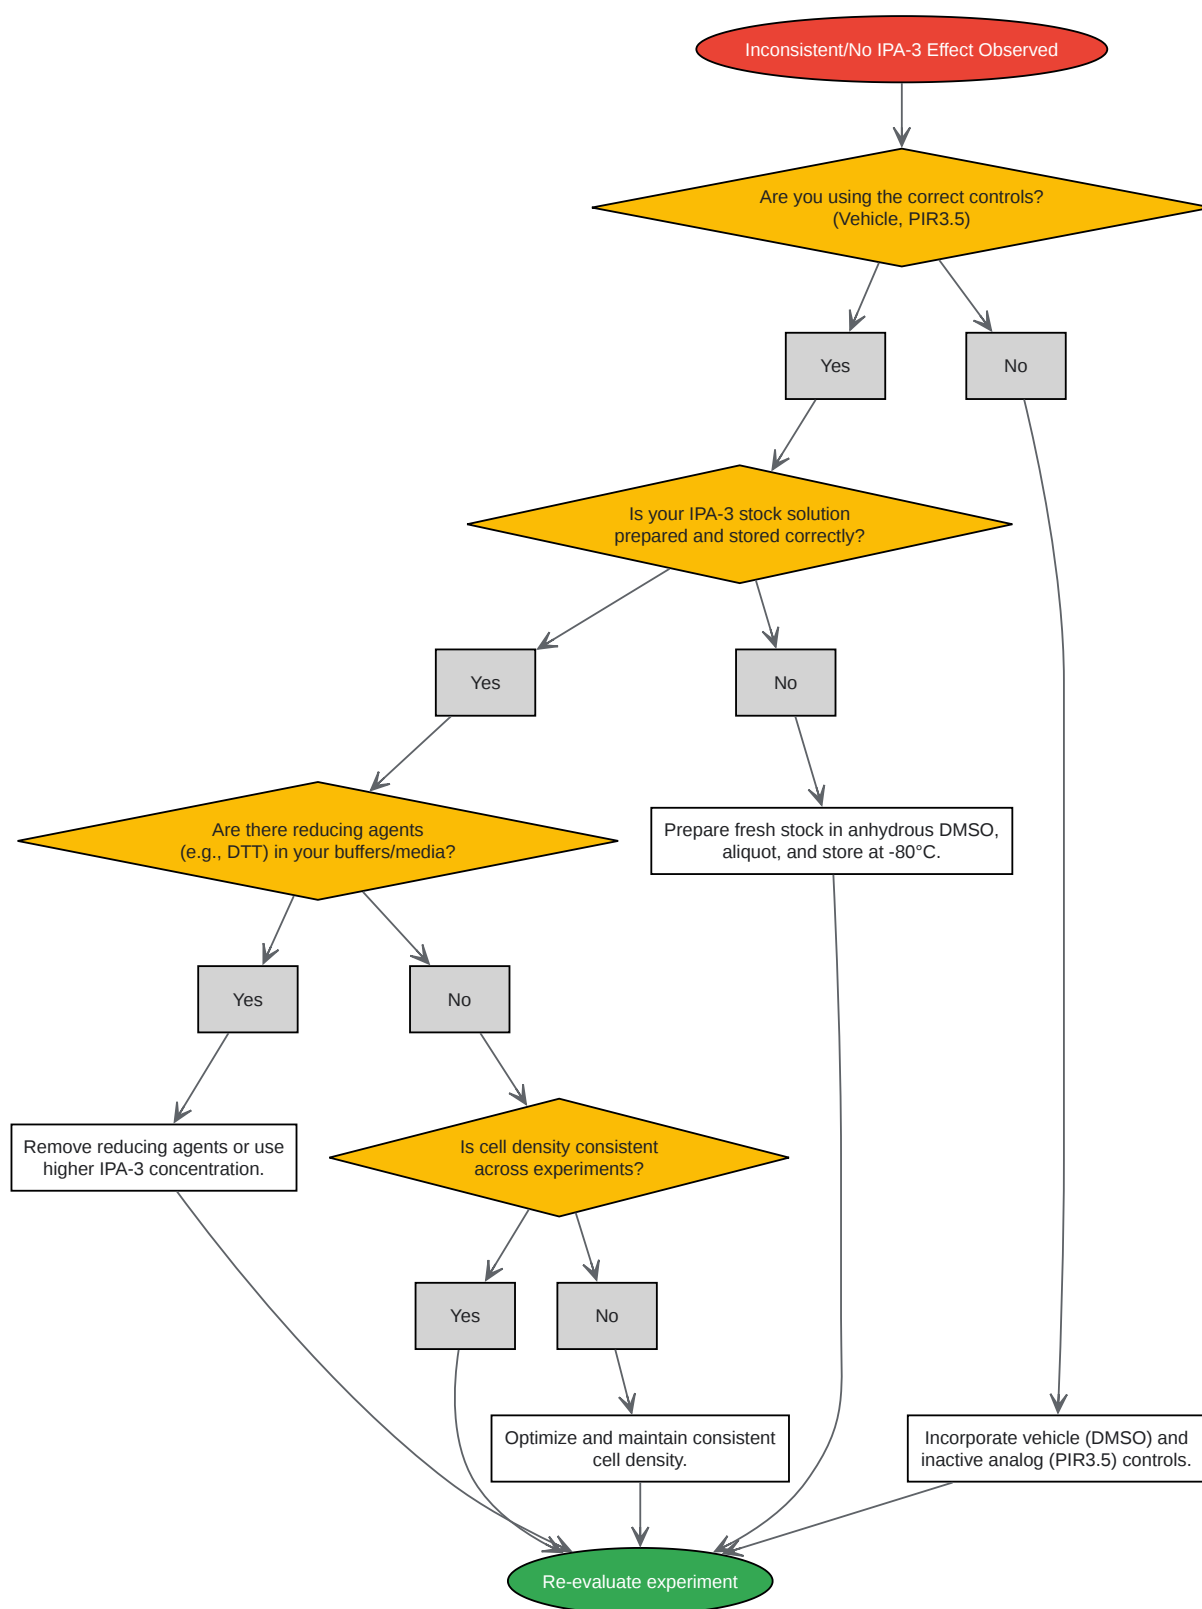 Inconsistent/No IPA-3 Effect Observed
Are you using the correct controls?
(Vehicle, PIR3.5)
Yes
No
Is your IPA-3 stock solution
prepared and stored correctly?
Yes
No
Are there reducing agents
(e.g., DTT) in your buffers/media?
Prepare fresh stock in anhydrous DMSO,
aliquot, and store at -80°C.
Yes
No
Remove reducing agents or use
higher IPA-3 concentration.
Is cell density consistent
across experiments?
Yes
No
Optimize and maintain consistent
cell density.
Incorporate vehicle (DMSO) and
inactive analog (PIR3.5) controls.
Re-evaluate experiment